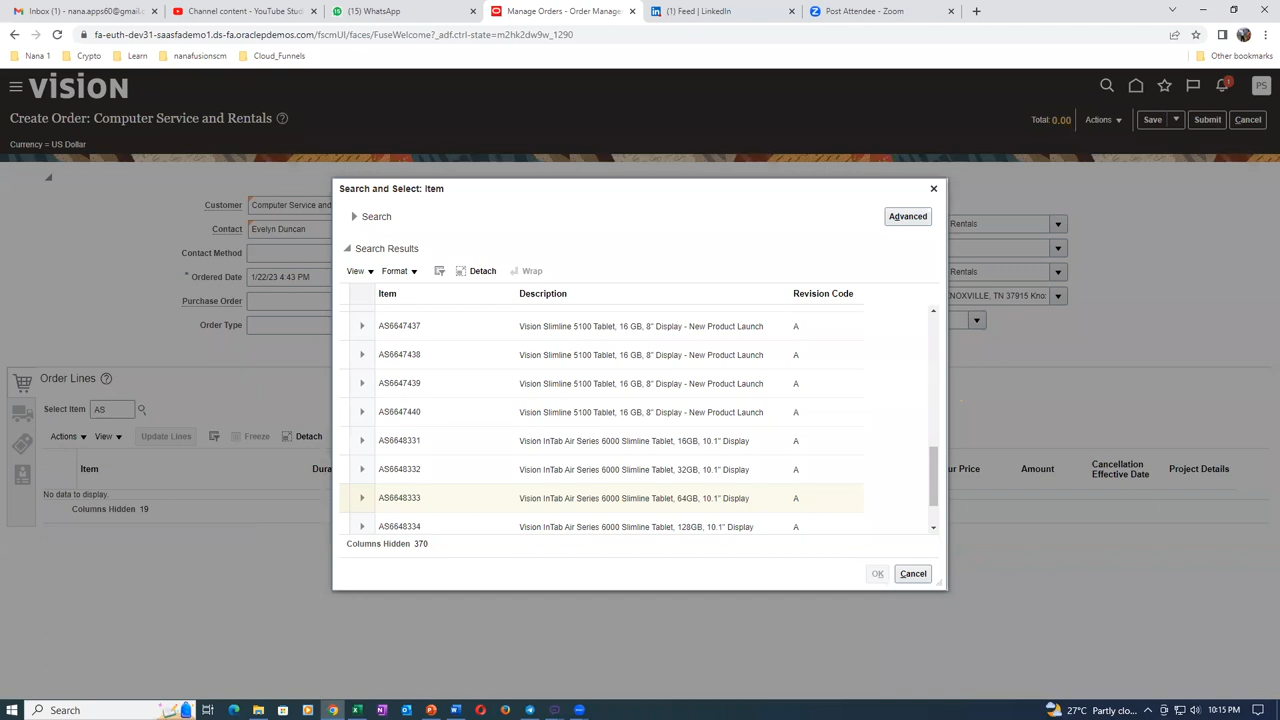 Inbox (1) - nana.apps60@gmail.c
Channel content - YouTube Studi
(15) WhatsApp
Manage Orders - Order Manage
(1) Feed | LinkedIn
Post Attendee - Zoom
fa-euth-dev31-saasfademo1.ds-fa.oraclepdemos.com/fscmUI/faces/FuseWelcome?_adf.ctrl-state=m2hk2dw9w_1290
Nana 1
Crypto
Learn
nanafusionscm
Cloud_Funnels
Other bookmarks
VISION
1
PS
Create Order: Computer Service and Rentals
Total: 0.00
Actions
Save
Submit
Cancel
Currency = US Dollar
Customer
Computer Service and
Contact
Evelyn Duncan
Contact Method
Ordered Date
1/22/23 4:43 PM
Purchase Order
Order Type
Rentals
Rentals
NOXVILLE, TN 37915 Kno:
Search and Select: Item
Search
Advanced
Search Results
View
Format
Detach
Wrap
Item Description Revision Code
AS6647437 Vision Slimline 5100 Tablet, 16 GB, 8" Display - New Product Launch A
AS6647438 Vision Slimline 5100 Tablet, 16 GB, 8" Display - New Product Launch A
AS6647439 Vision Slimline 5100 Tablet, 16 GB, 8" Display - New Product Launch A
AS6647440 Vision Slimline 5100 Tablet, 16 GB, 8" Display - New Product Launch A
AS6648331 Vision InTab Air Series 6000 Slimline Tablet, 16GB, 10.1" Display A
AS6648332 Vision InTab Air Series 6000 Slimline Tablet, 32GB, 10.1" Display A
AS6648333 Vision InTab Air Series 6000 Slimline Tablet, 64GB, 10.1" Display A
AS6648334 Vision InTab Air Series 6000 Slimline Tablet, 128GB, 10.1" Display A
Columns Hidden 370
OK
Cancel
Order Lines
Select Item
AS
Actions
View
Update Lines
Freeze
Detach
Item
Dura
ur Price
Amount
Cancellation
Effective Date
Project Details
No data to display.
Columns Hidden 19
Search
27°C Partly clo...
10:15 PM